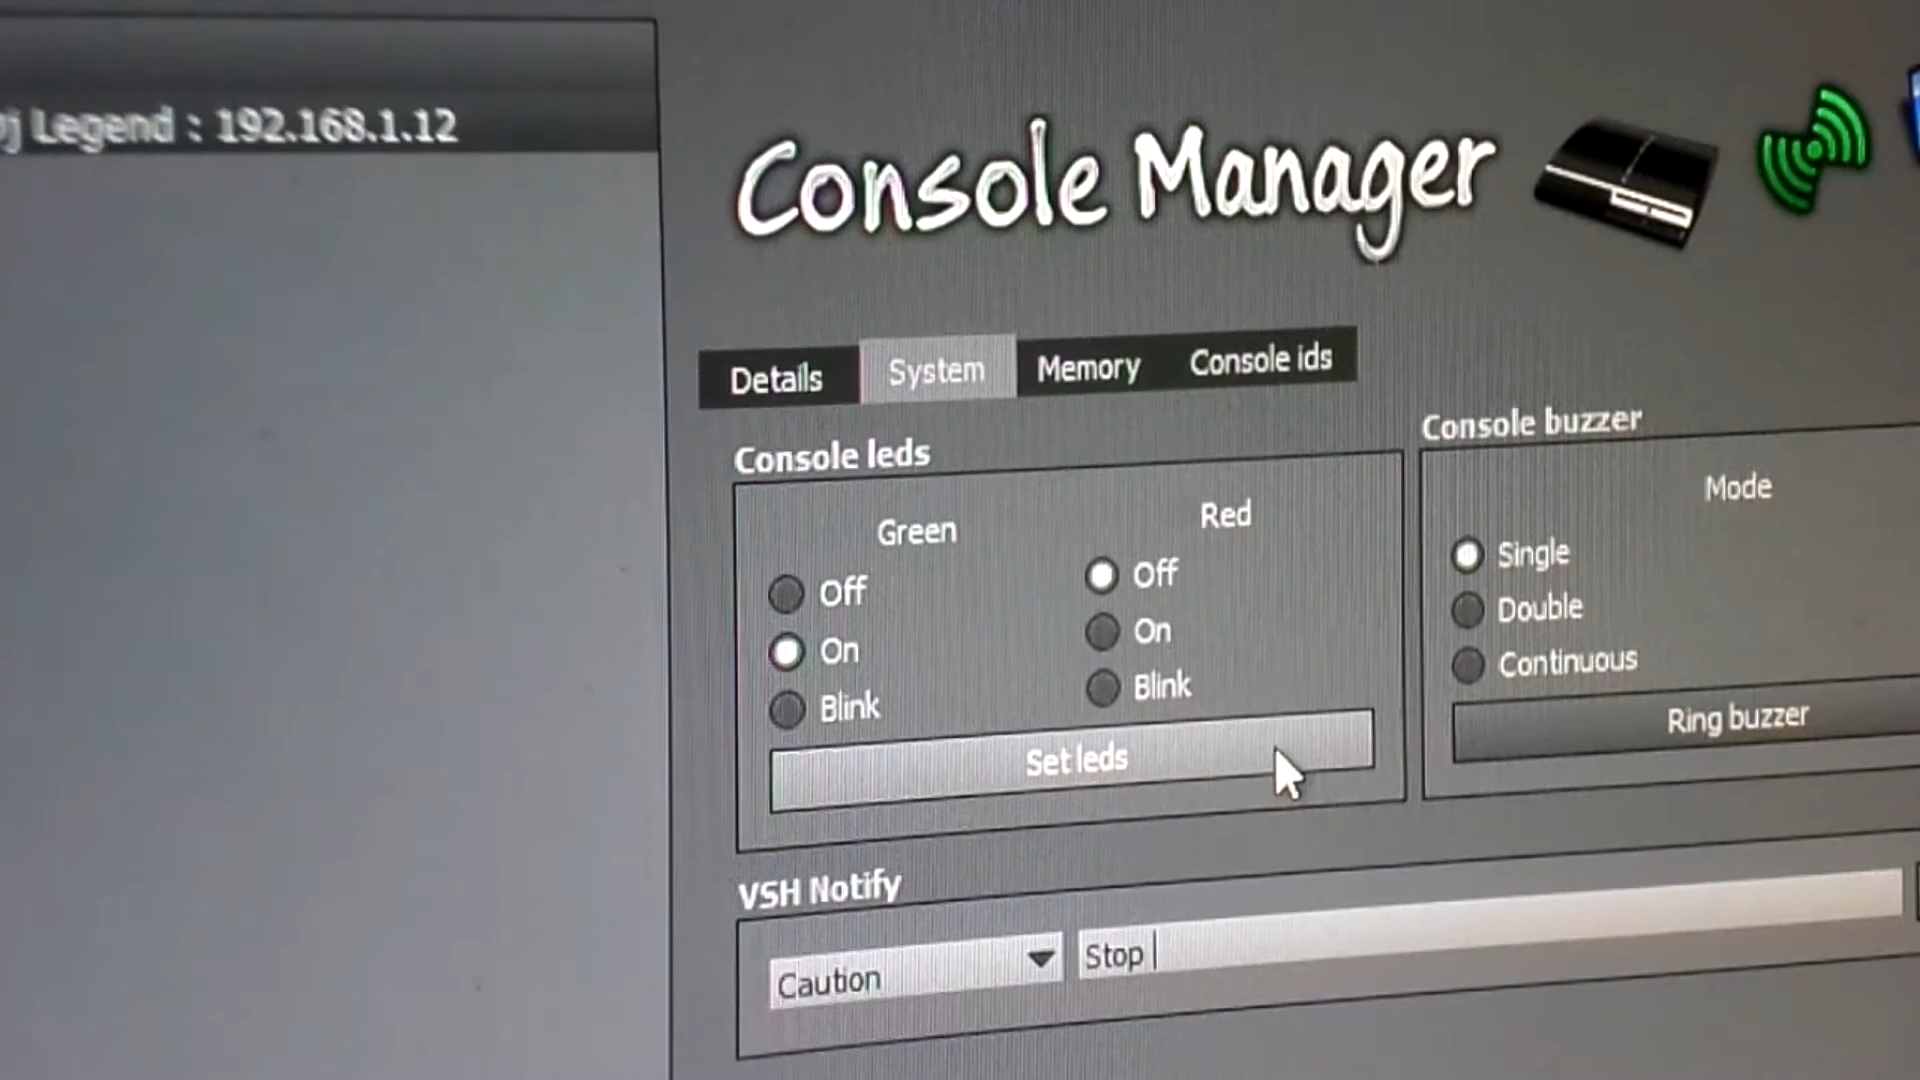 Legend : 192.168.1.12
Console Manager
Details System Memory Console ids
Console leds
Green Red
Off Off
On On
Blink Blink
Set leds
Console buzzer
Mode
Single
Double
Continuous
Ring buzzer
VSH Notify
Caution Stop